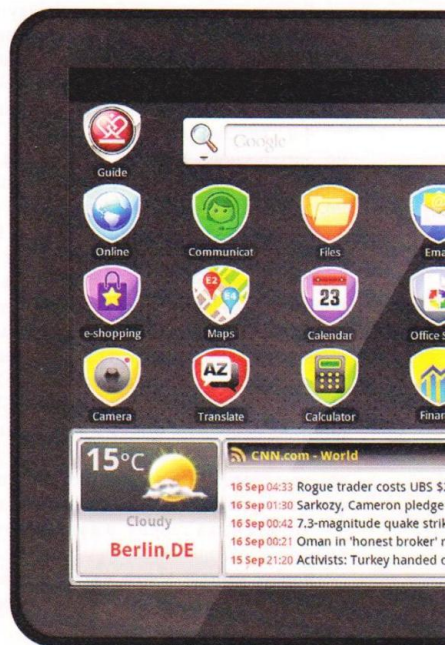 Google
Guide
Online Communicat Files Ema
E2
E4
23
e-shopping Maps Calendar Office S
AZ
Camera Translate Calculator Finan
15°C
CNN.com - World
16 Sep 04:33 Rogue trader costs UBS $
16 Sep 01:30 Sarkozy, Cameron pledge
Cloudy
16 Sep 00:42 7.3-magnitude quake strik
Berlin,DE
16 Sep 00:21 Oman in 'honest broker'
15 Sep 21:20 Activists: Turkey handed